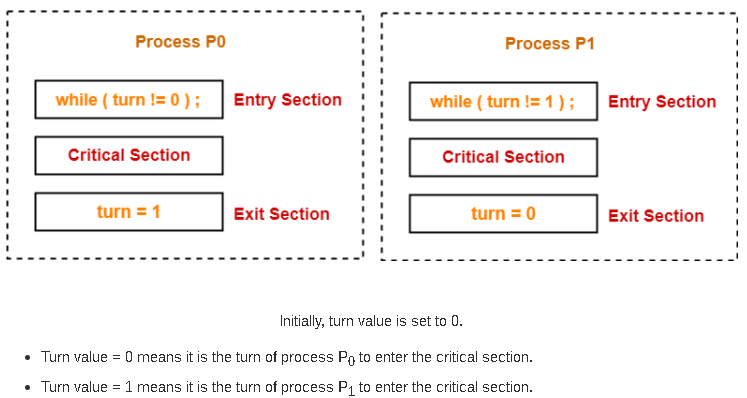 Process P0
while ( turn != 0 ) ;
Entry Section
Critical Section
turn = 1
Exit Section
Process P1
while ( turn != 1 ) ;
Entry Section
Critical Section
turn = 0
Exit Section
Initially, turn value is set to 0.
• Turn value = 0 means it is the turn of process P0 to enter the critical section.
• Turn value = 1 means it is the turn of process P1 to enter the critical section.